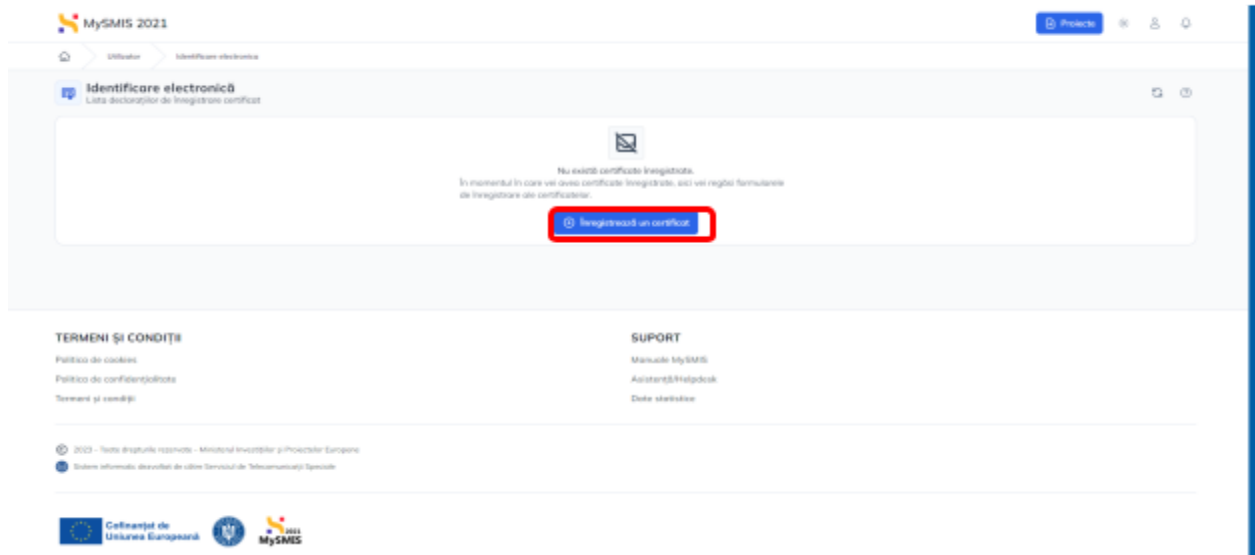 MySMIS 2021
Proiecte
Utilizator
Identificare electronica
Identificare electronică
Lista declarațiilor de înregistrare certificat
Nu există certificate înregistrate.
În momentul în care vei avea certificate înregistrate, aici vei regăsi formularele
de înregistrare ale certificatelor.
Înregistrează un certificat
TERMENI ȘI CONDIȚII
Politica de cookies
Politica de confidențialitate
Termeni și condiții
SUPORT
Manuale MySMIS
Asistență/Helpdesk
Date statistice
2023 - Toate drepturile rezervate - Ministerul Investițiilor și Proiectelor Europene
Sistem informatic dezvoltat de către Serviciul de Telecomunicații Speciale
Cofinanțat de
Uniunea Europeană
2021
MySMIS